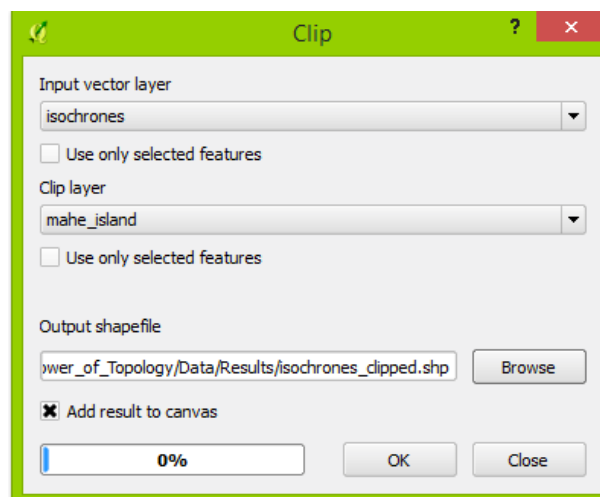 Clip
?
Input vector layer
isochrones
Use only selected features
Clip layer
mahe_island
Use only selected features
Output shapefile
ower_of_Topology/Data/Results/isochrones_clipped.shp Browse
Add result to canvas
0% OK Close